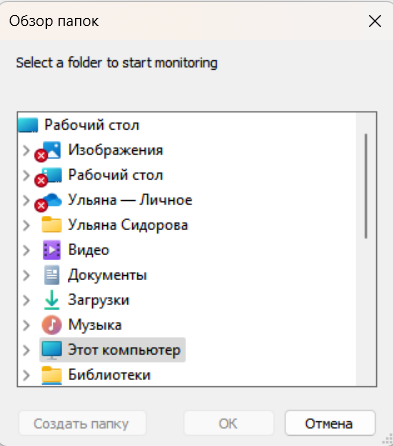 Обзор папок
Select a folder to start monitoring
Рабочий стол
Изображения
Рабочий стол
Ульяна — Личное
Ульяна Сидорова
Видео
Документы
Загрузки
Музыка
Этот компьютер
Библиотеки
Создать папку
ОК
Отмена